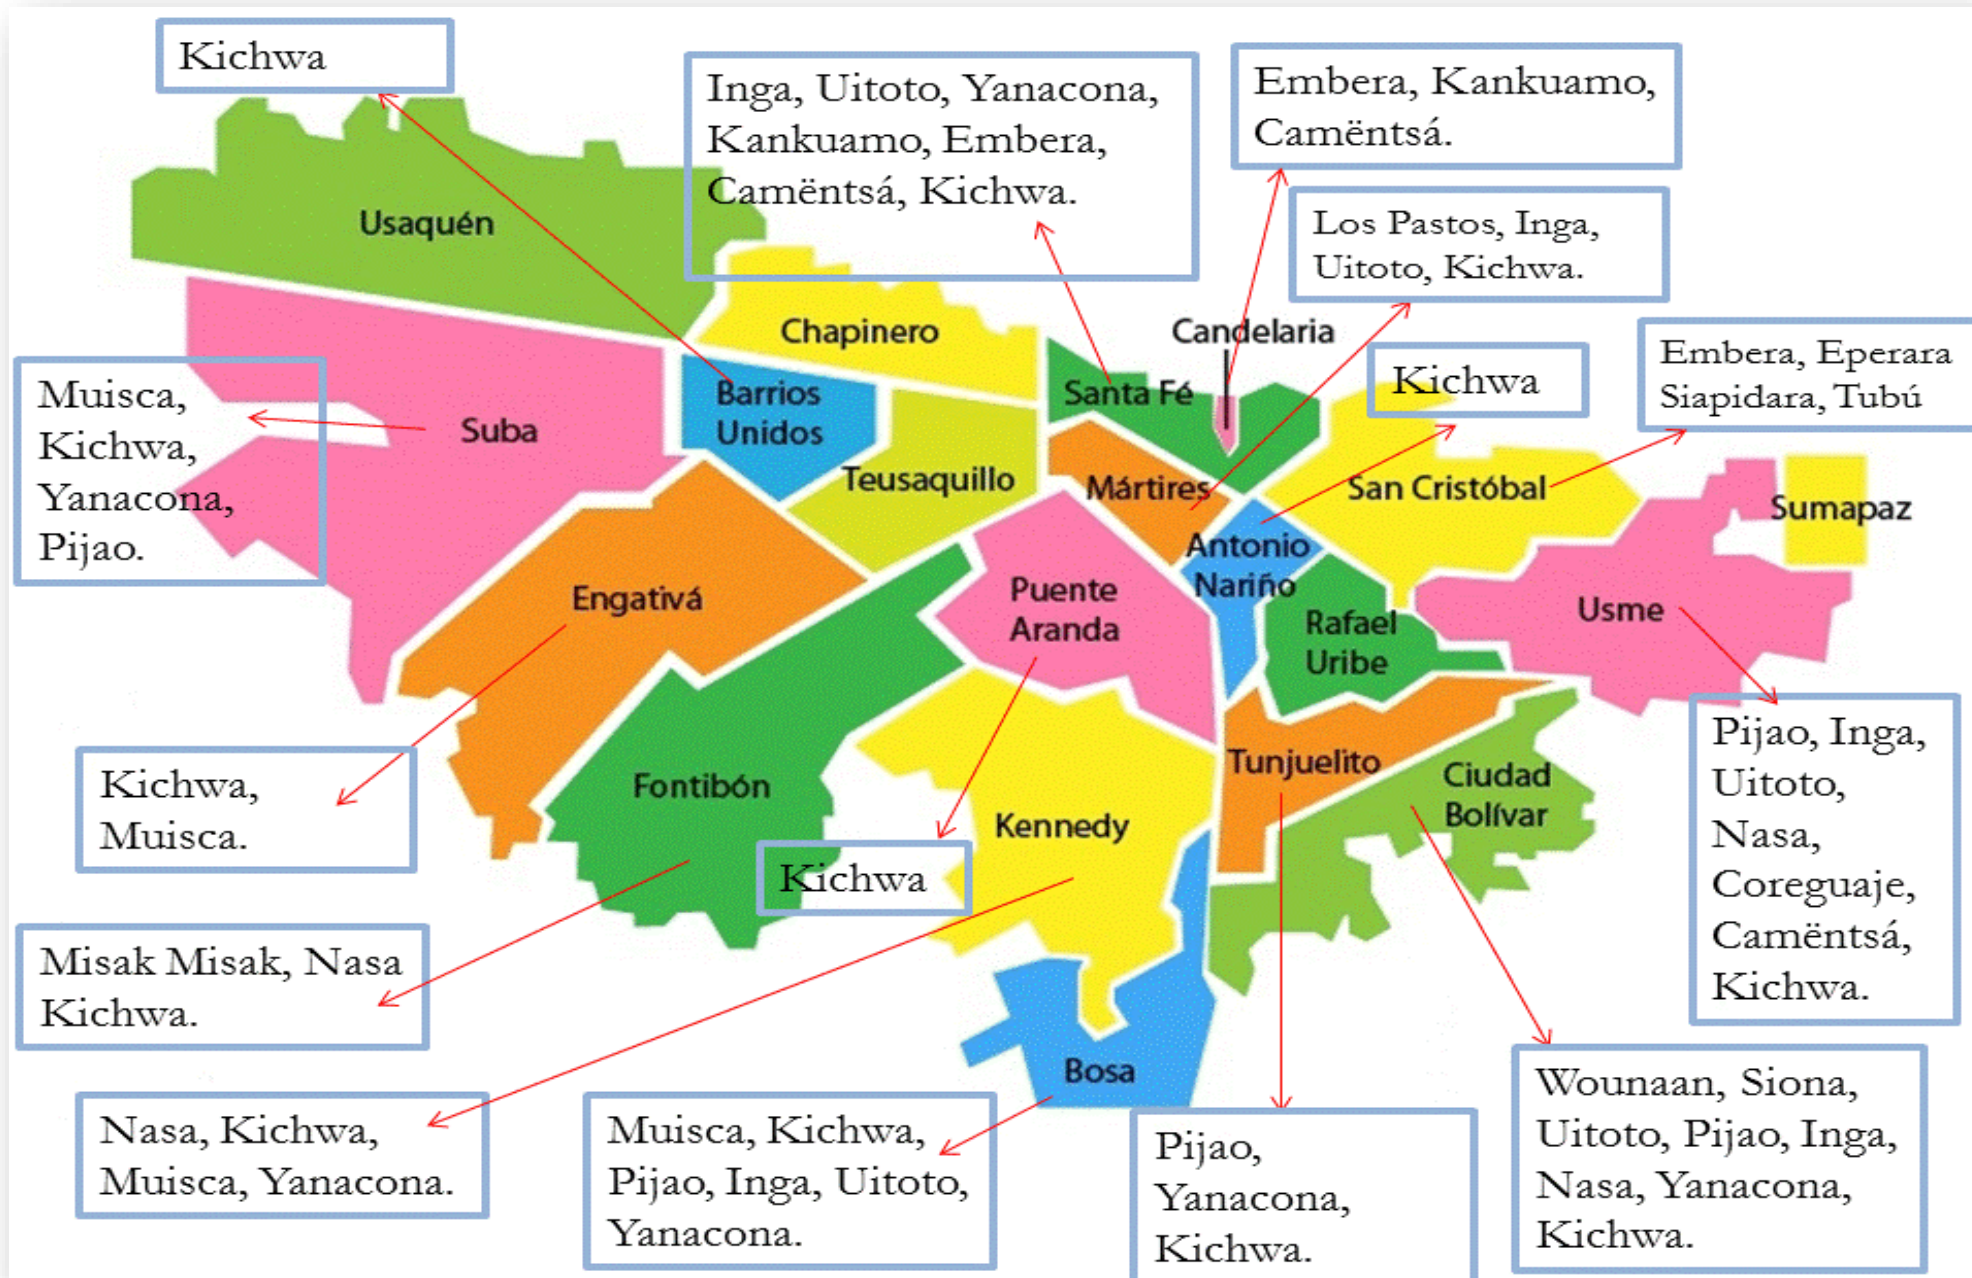 Kichwa
Inga, Uitoto, Yanacona,
Kankuamo, Embera,
Camëntsá, Kichwa.
Embera, Kankuamo,
Camëntsá.
Los Pastos, Inga,
Uitoto, Kichwa.
Usaquén
Chapinero
Candelaria
Kichwa
Embera, Eperara
Siapidara, Tubú
Muisca,
Kichwa,
Yanacona,
Pijao.
Suba
Barrios
Unidos
Santa Fé
Teusaquillo
Mártires
San Cristóbal
Sumapaz
Antonio
Nariño
Engativá
Puente
Aranda
Rafael
Uribe
Usme
Kichwa,
Muisca.
Fontibón
Kichwa
Kennedy
Tunjuelito
Ciudad
Bolívar
Pijao, Inga,
Uitoto,
Nasa,
Coreguaje,
Camëntsá,
Kichwa.
Misak Misak, Nasa
Kichwa.
Bosa
Nasa, Kichwa,
Muisca, Yanacona.
Muisca, Kichwa,
Pijao, Inga, Uitoto,
Yanacona.
Pijao,
Yanacona,
Kichwa.
Wounaan, Siona,
Uitoto, Pijao, Inga,
Nasa, Yanacona,
Kichwa.